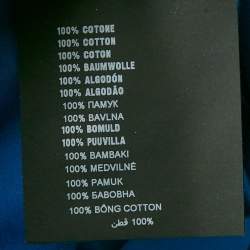 100% COTONE
100% COTTON
100% COTON
100% BAUMWOLLE
100% ALGODÓN
100% ALGODÃO
100% ПАМУК
100% BAVLNA
100% BOMULD
100% PUUVILLA
100% BAMBAKI
100% MEDVILNĖ
100% PAMUK
100% БАВОВНА
100% BÔNG COTTON
100% قطن